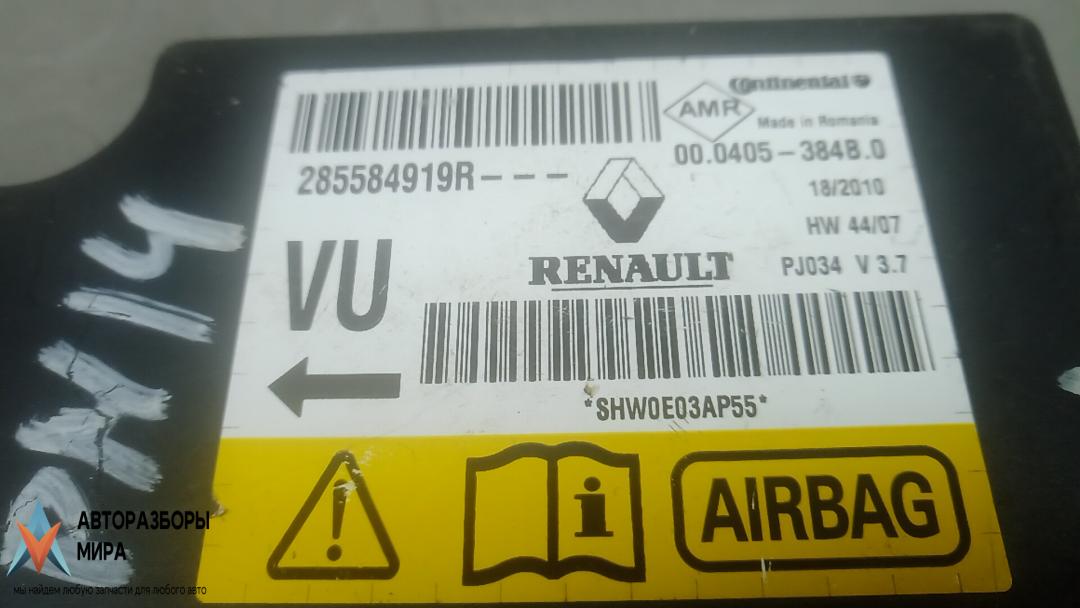 Continental
AMR
Made in Romania
285584919R---
00.0405-384B.0
18/2010
HW 44/07
VU
RENAULT
PJ034 V 3.7
*SHW0E03AP55*
AIRBAG
АВТОРАЗБОРЫ
МИРА
мы найдем любую запчасти для любого авто